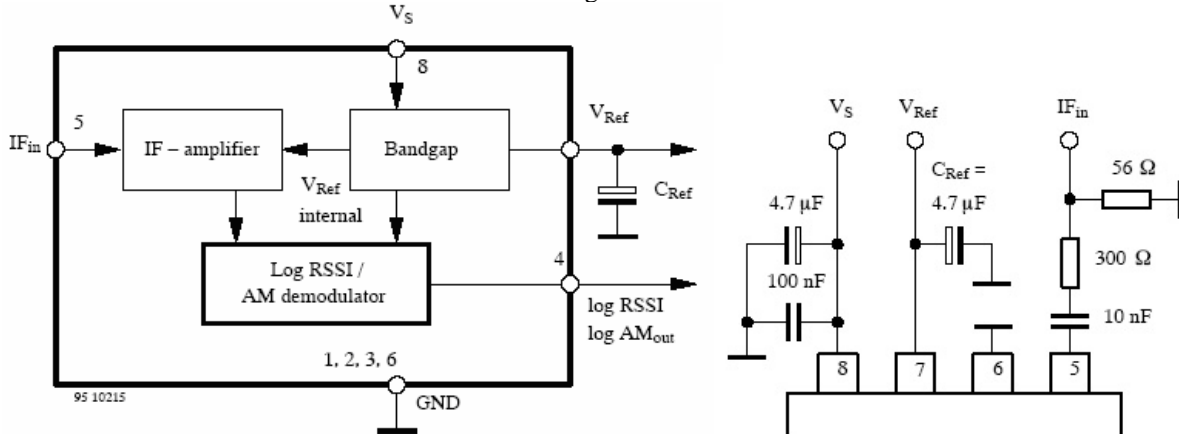 V_S
8
5
IF_in
IF – amplifier
Bandgap
V_Ref
V_Ref
internal
C_Ref
Log RSSI /
AM demodulator
4
log RSSI
log AM_out
1, 2, 3, 6
95 10215
GND
V_S
V_Ref
IF_in
C_Ref =
56 Ω
4.7 µF
4.7 µF
300 Ω
100 nF
10 nF
8
7
6
5